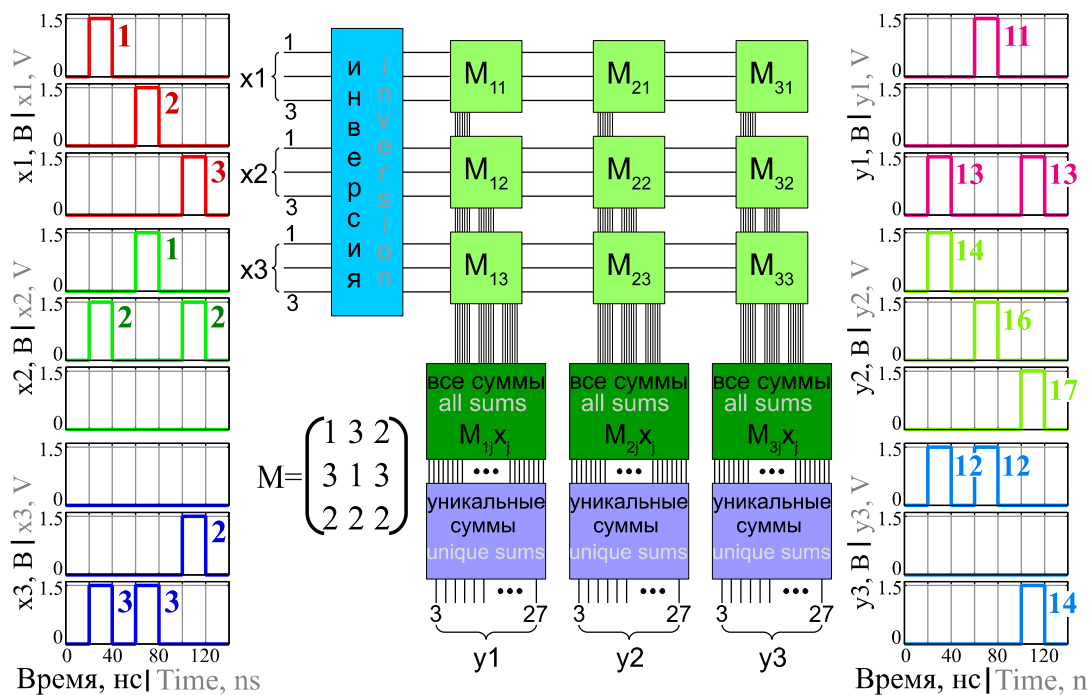 1.5
0
1
1.5
0
2
1.5
0
3
x1, В | x1, V
1.5
0
1
1.5
0
2
2
1.5
0
x2, В | x2, V
1.5
0
1.5
0
2
1.5
0
3
3
x3, В | x3, V
0
40
80
120
Время, нс | Time, ns
x1
1
3
x2
1
3
x3
1
3
инверсия
inversion
M11
M21
M31
M12
M22
M32
M13
M23
M33
все суммы
all sums
M1jxj
все суммы
all sums
M2jxj
все суммы
all sums
M3jxj
•••
•••
•••
уникальные
суммы
unique sums
уникальные
суммы
unique sums
уникальные
суммы
unique sums
3
•••
27
3
•••
27
3
•••
27
y1
y2
y3
M=
1 3 2
3 1 3
2 2 2
1.5
0
11
1.5
0
1.5
0
13
13
y1, В | y1, V
1.5
0
14
1.5
0
16
1.5
0
17
y2, В | y2, V
1.5
0
12
12
1.5
0
1.5
0
14
y3, В | y3, V
0
40
80
120
Время, нс | Time, n